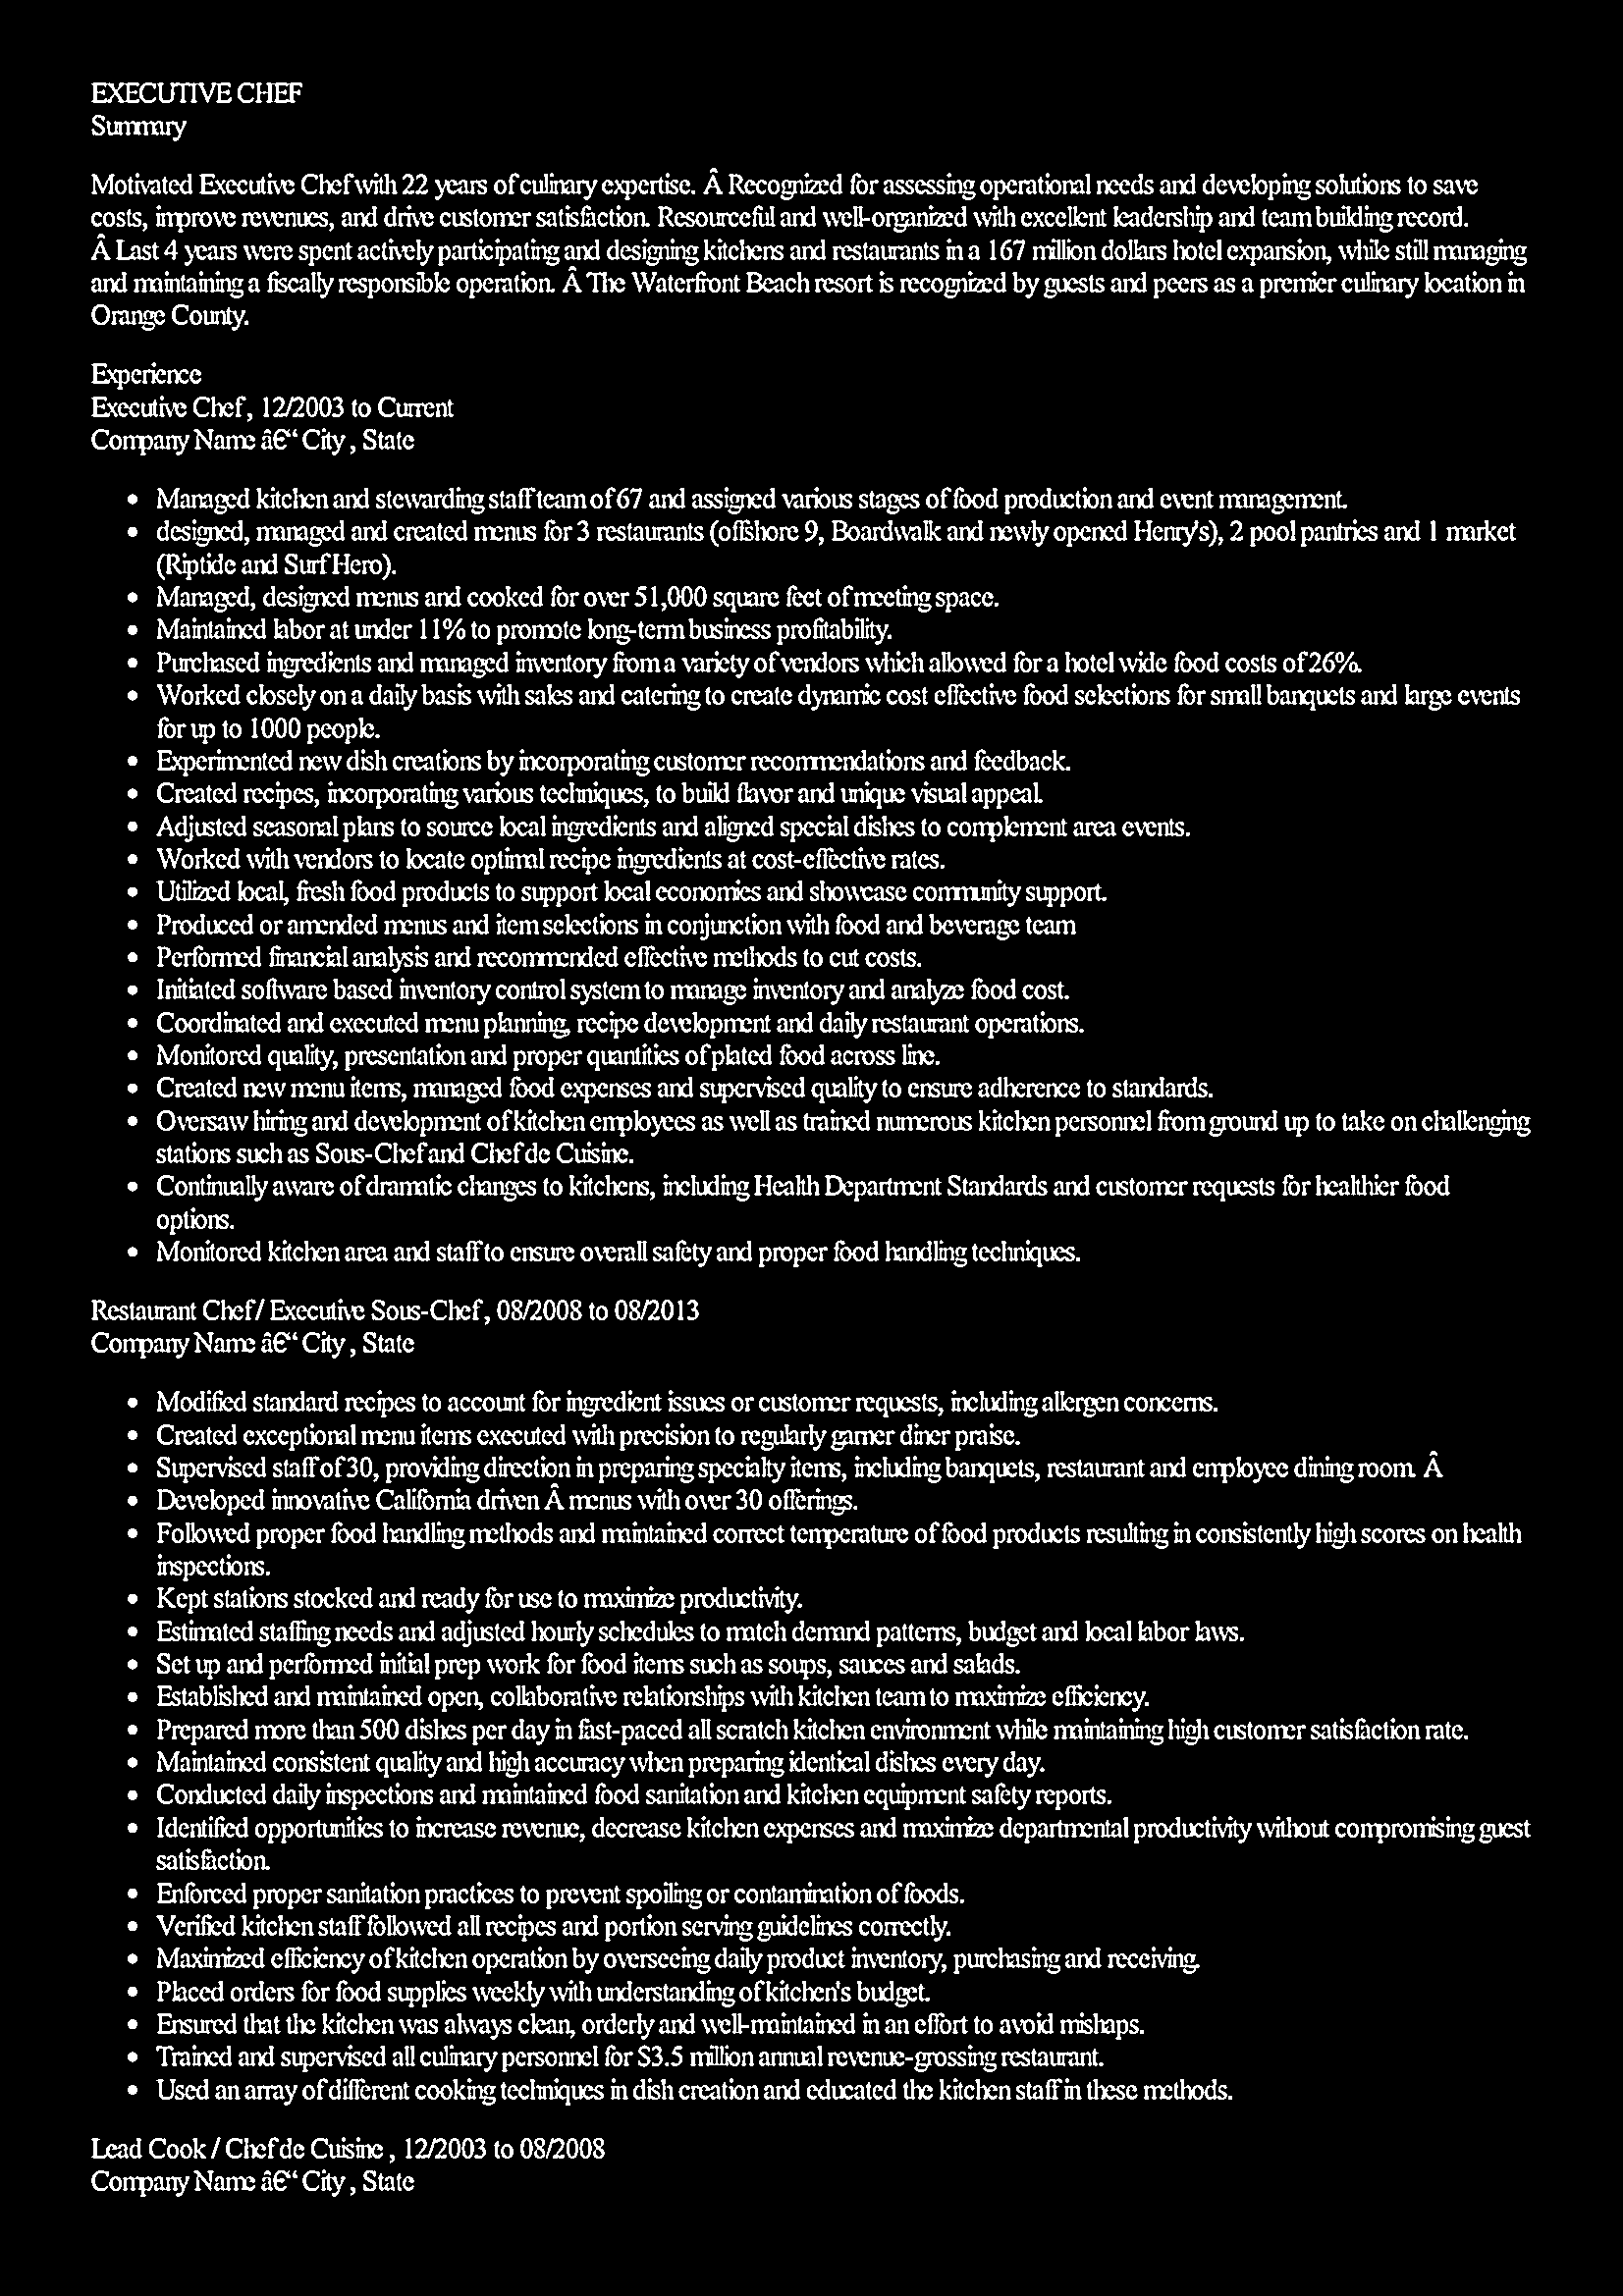 EXECUTIVE CHEF
Summary
Motivated Executive Chef with 22 years of culinary expertise. Â Recognized for assessing operational needs and developing solutions to save
costs, improve revenues, and drive customer satisfaction. Resourceful and well-organized with excellent leadership and team building record.
Â Last 4 years were spent actively participating and designing kitchens and restaurants in a 167 million dollars hotel expansion, while still managing
and maintaining a fiscally responsible operation. Â The Waterfront Beach resort is recognized by guests and peers as a premier culinary location in
Orange County.
Experience
Executive Chef , 12/2003 to Current
Company Name â€“ City , State
• Managed kitchen and stewarding staff team of 67 and assigned various stages of food production and event management.
• designed, managed and created menus for 3 restaurants (offshore 9, Boardwalk and newly opened Henry's), 2 pool pantries and 1 market
(Riptide and Surf Hero).
• Managed, designed menus and cooked for over 51,000 square feet of meeting space.
• Maintained labor at under 11% to promote long-term business profitability.
• Purchased ingredients and managed inventory from a variety of vendors which allowed for a hotel wide food costs of 26%.
• Worked closely on a daily basis with sales and catering to create dynamic cost effective food selections for small banquets and large events
for up to 1000 people.
• Experimented new dish creations by incorporating customer recommendations and feedback.
• Created recipes, incorporating various techniques, to build flavor and unique visual appeal.
• Adjusted seasonal plans to source local ingredients and aligned special dishes to complement area events.
• Worked with vendors to locate optimal recipe ingredients at cost-effective rates.
• Utilized local, fresh food products to support local economies and showcase community support.
• Produced or amended menus and item selections in conjunction with food and beverage team
• Performed financial analysis and recommended effective methods to cut costs.
• Initiated software based inventory control system to manage inventory and analyze food cost.
• Coordinated and executed menu planning, recipe development and daily restaurant operations.
• Monitored quality, presentation and proper quantities of plated food across line.
• Created new menu items, managed food expenses and supervised quality to ensure adherence to standards.
• Oversaw hiring and development of kitchen employees as well as trained numerous kitchen personnel from ground up to take on challenging
stations such as Sous-Chef and Chef de Cuisine.
• Continually aware of dramatic changes to kitchens, including Health Department Standards and customer requests for healthier food
options.
• Monitored kitchen area and staff to ensure overall safety and proper food handling techniques.
Restaurant Chef / Executive Sous-Chef , 08/2008 to 08/2013
Company Name â€“ City , State
• Modified standard recipes to account for ingredient issues or customer requests, including allergen concerns.
• Created exceptional menu items executed with precision to regularly garner diner praise.
• Supervised staff of 30, providing direction in preparing specialty items, including banquets, restaurant and employee dining room. Â
• Developed innovative California driven Â menus with over 30 offerings.
• Followed proper food handling methods and maintained correct temperature of food products resulting in consistently high scores on health
inspections.
• Kept stations stocked and ready for use to maximize productivity.
• Estimated staffing needs and adjusted hourly schedules to match demand patterns, budget and local labor laws.
• Set up and performed initial prep work for food items such as soups, sauces and salads.
• Established and maintained open, collaborative relationships with kitchen team to maximize efficiency.
• Prepared more than 500 dishes per day in fast-paced all scratch kitchen environment while maintaining high customer satisfaction rate.
• Maintained consistent quality and high accuracy when preparing identical dishes every day.
• Conducted daily inspections and maintained food sanitation and kitchen equipment safety reports.
• Identified opportunities to increase revenue, decrease kitchen expenses and maximize departmental productivity without compromising guest
satisfaction.
• Enforced proper sanitation practices to prevent spoiling or contamination of foods.
• Verified kitchen staff followed all recipes and portion serving guidelines correctly.
• Maximized efficiency of kitchen operation by overseeing daily product inventory, purchasing and receiving.
• Placed orders for food supplies weekly with understanding of kitchen's budget.
• Ensured that the kitchen was always clean, orderly and well-maintained in an effort to avoid mishaps.
• Trained and supervised all culinary personnel for $3.5 million annual revenue-grossing restaurant.
• Used an array of different cooking techniques in dish creation and educated the kitchen staff in these methods.
Lead Cook / Chef de Cuisine , 12/2003 to 08/2008
Company Name â€“ City , State